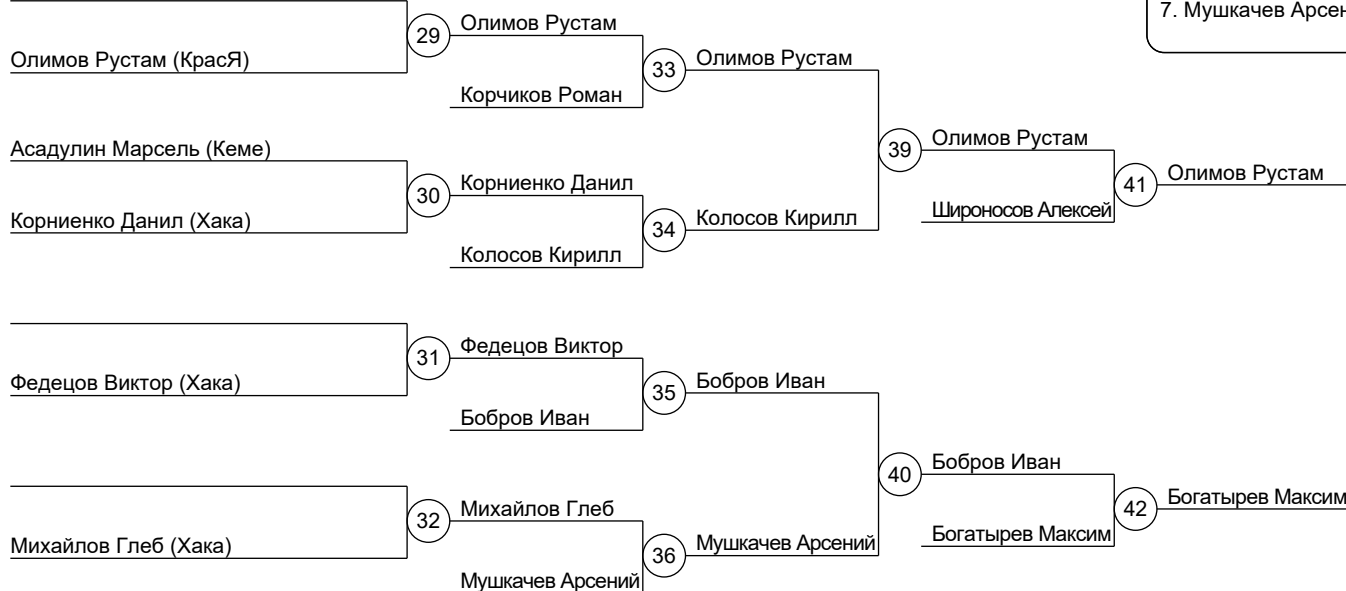 7. Мушкачев Арсен
29
Олимов Рустам (КрасЯ)
Олимов Рустам
33
Олимов Рустам
Корчиков Роман
Асадулин Марсель (Кеме)
30
Корниенко Данил (Хака)
Корниенко Данил
34
Колосов Кирилл
Колосов Кирилл
39
Олимов Рустам
41
Олимов Рустам
Широносов Алексей
31
Федецов Виктор (Хака)
Федецов Виктор
35
Бобров Иван
Бобров Иван
32
Михайлов Глеб (Хака)
Михайлов Глеб
36
Мушкачев Арсений
Мушкачев Арсений
40
Бобров Иван
42
Богатырев Максим
Богатырев Максим